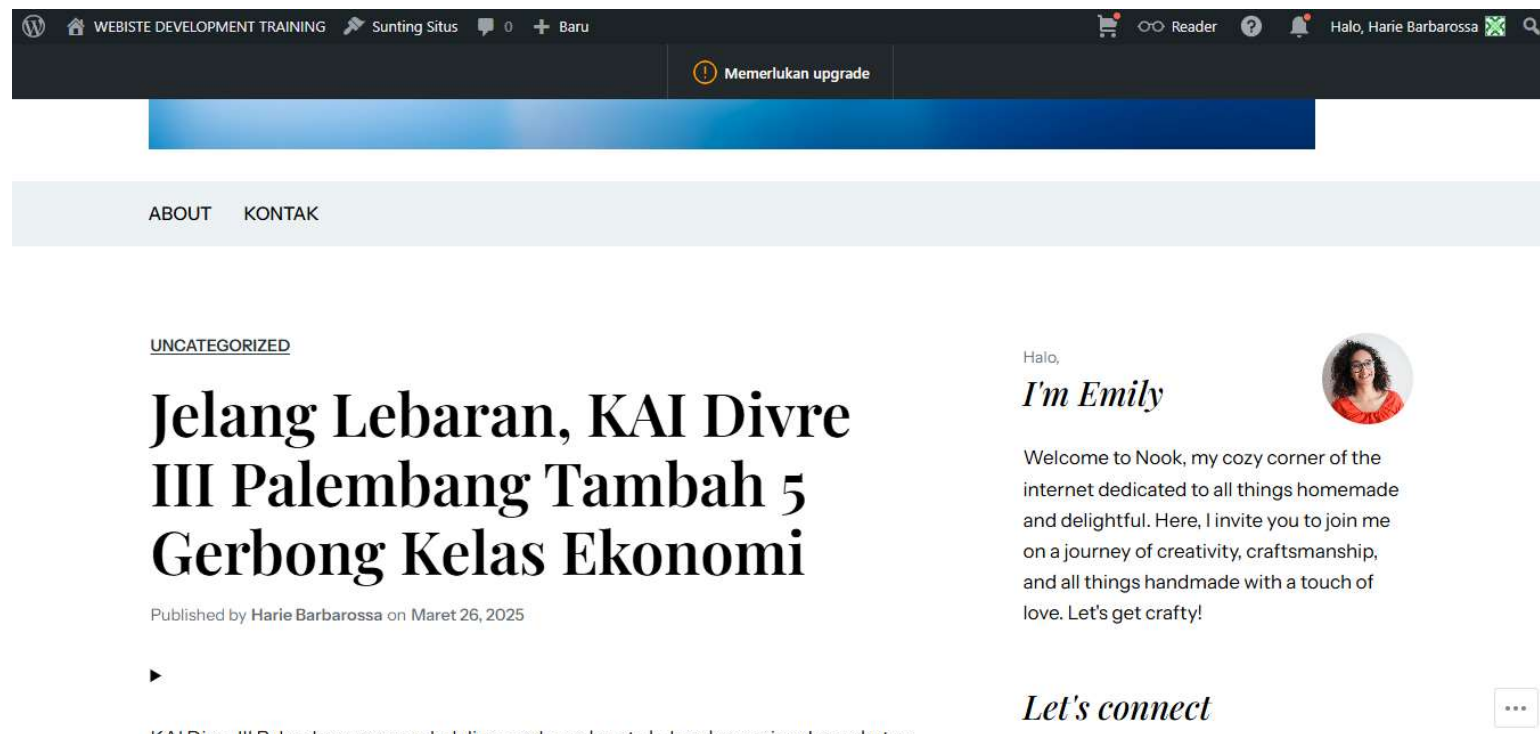 WEBISTE DEVELOPMENT TRAINING Sunting Situs 0 Baru Reader Halo, Harie Barbarossa
Memerlukan upgrade
ABOUT KONTAK
UNCATEGORIZED
Jelang Lebaran, KAI Divre
III Palembang Tambah 5
Gerbong Kelas Ekonomi
Published by Harie Barbarossa on Maret 26, 2025
Halo,
I'm Emily
Welcome to Nook, my cozy corner of the
internet dedicated to all things homemade
and delightful. Here, I invite you to join me
on a journey of creativity, craftsmanship,
and all things handmade with a touch of
love. Let's get crafty!
Let's connect